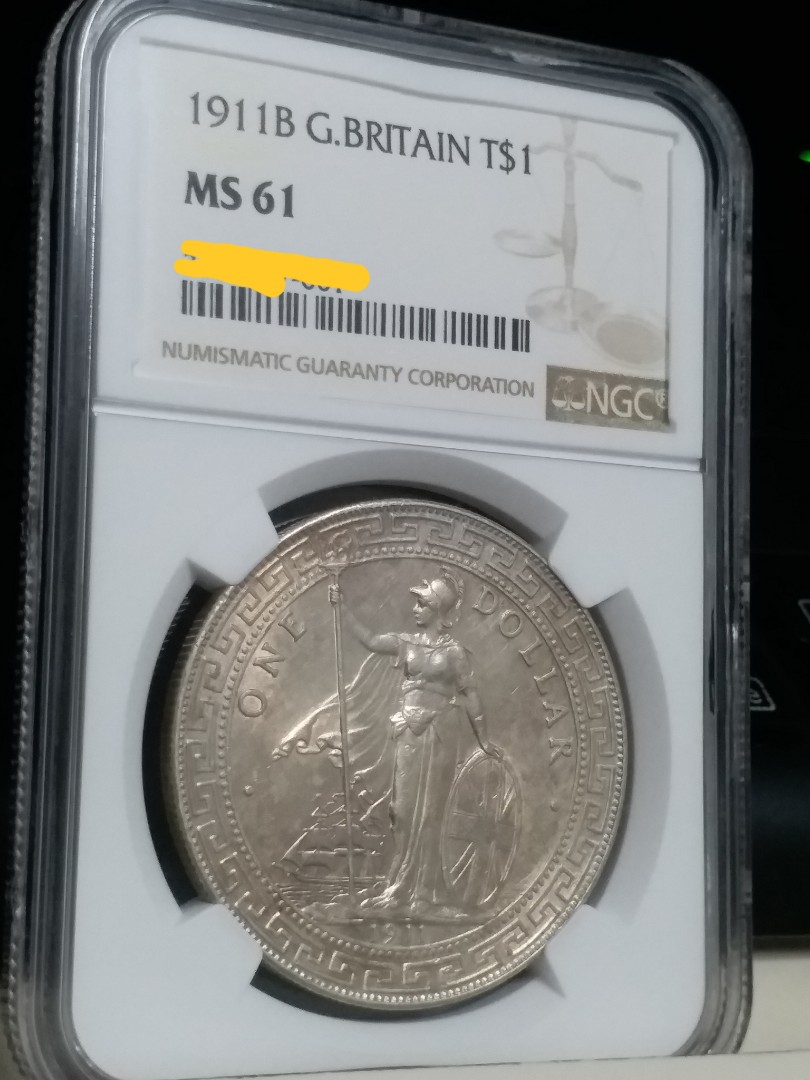 1911B G.BRITAIN T$1
MS 61
NUMISMATIC GUARANTY CORPORATION
NGC®
ONE DOLLAR
1911